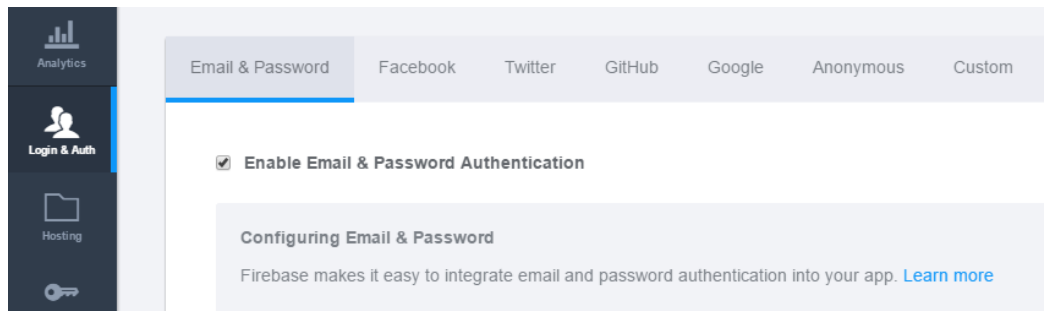 Analytics
Email & Password Facebook Twitter GitHub Google Anonymous Custom
Login & Auth
Enable Email & Password Authentication
Hosting
Configuring Email & Password
Firebase makes it easy to integrate email and password authentication into your app. Learn more